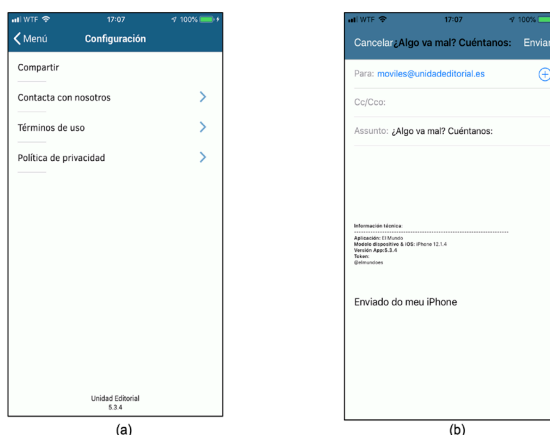 WTF 17:07 100%
Menú Configuración
Compartir
Contacta con nosotros
Términos de uso
Política de privacidad
Unidad Editorial
5.3.4
(a)
WTF 17:07 100%
Cancelar ¿Algo va mal? Cuéntanos: Enviar
Para: moviles@unidadeditorial.es
Cc/Cco:
Asunto: ¿Algo va mal? Cuéntanos:
Información técnica:
Aplicación: El Mundo
Modelo dispositivo & iOS: iPhone 12.1.4
Versión App:5.3.4
Token:
@elmundoes
Enviado do meu iPhone
(b)